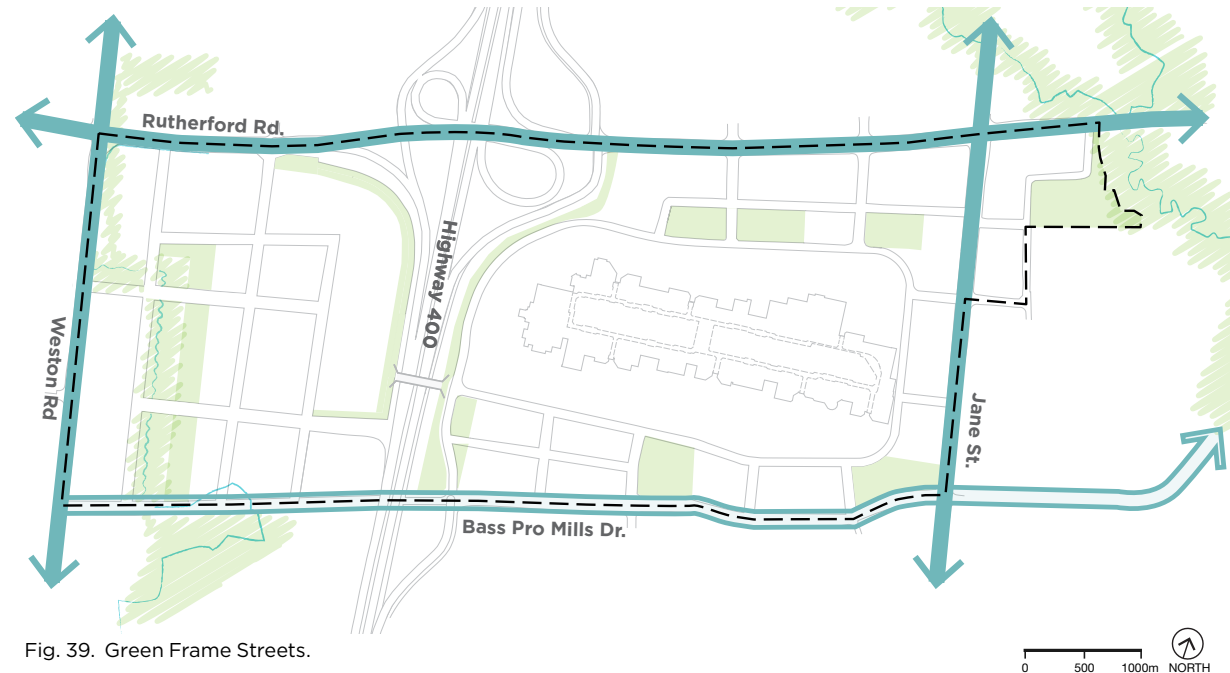 Rutherford Rd.
Highway 400
Weston Rd
Jane St.
Bass Pro Mills Dr.
Fig. 39. Green Frame Streets.
0 500 1000m NORTH